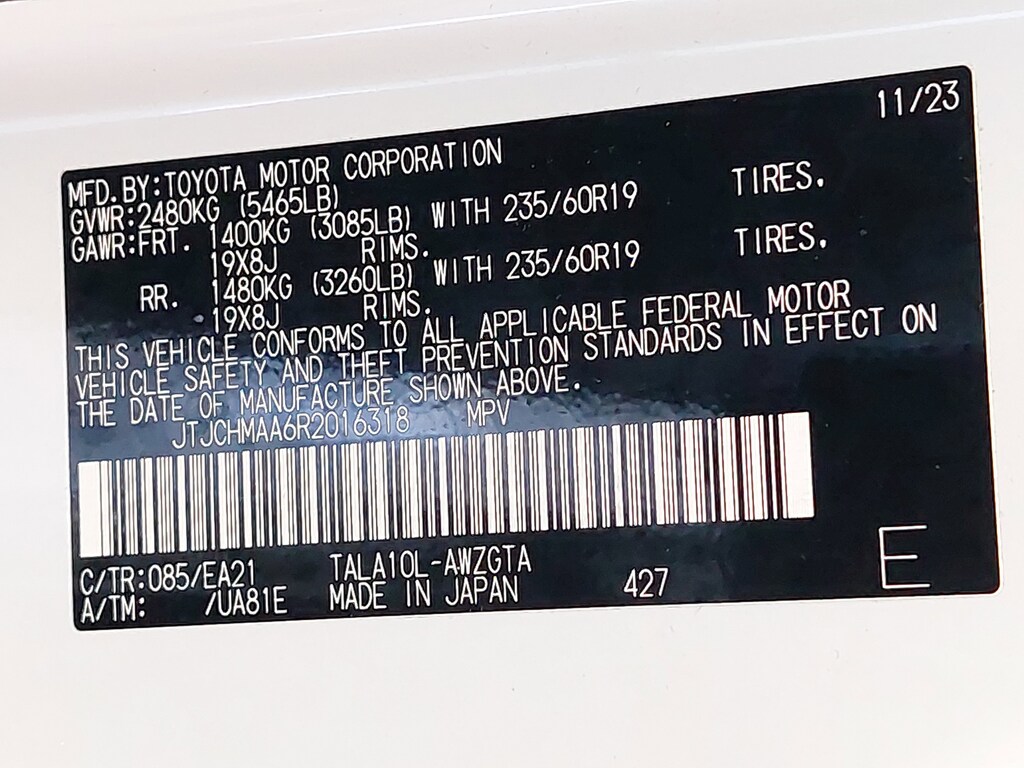 11/23
MFD.BY:TOYOTA MOTOR CORPORATION
GVWR:2480KG (5465LB)
GAWR:FRT. 1400KG (3085LB) WITH 235/60R19 TIRES.
19X8J RIMS.
RR. 1480KG (3260LB) WITH 235/60R19 TIRES.
19X8J RIMS.
THIS VEHICLE CONFORMS TO ALL APPLICABLE FEDERAL MOTOR
VEHICLE SAFETY AND THEFT PREVENTION STANDARDS IN EFFECT ON
THE DATE OF MANUFACTURE SHOWN ABOVE.
JTJCHMAA6R2016318 MPV
C/TR:085/EA21 TALA10L-AWZGTA
A/TM: /UA81E MADE IN JAPAN 427 E